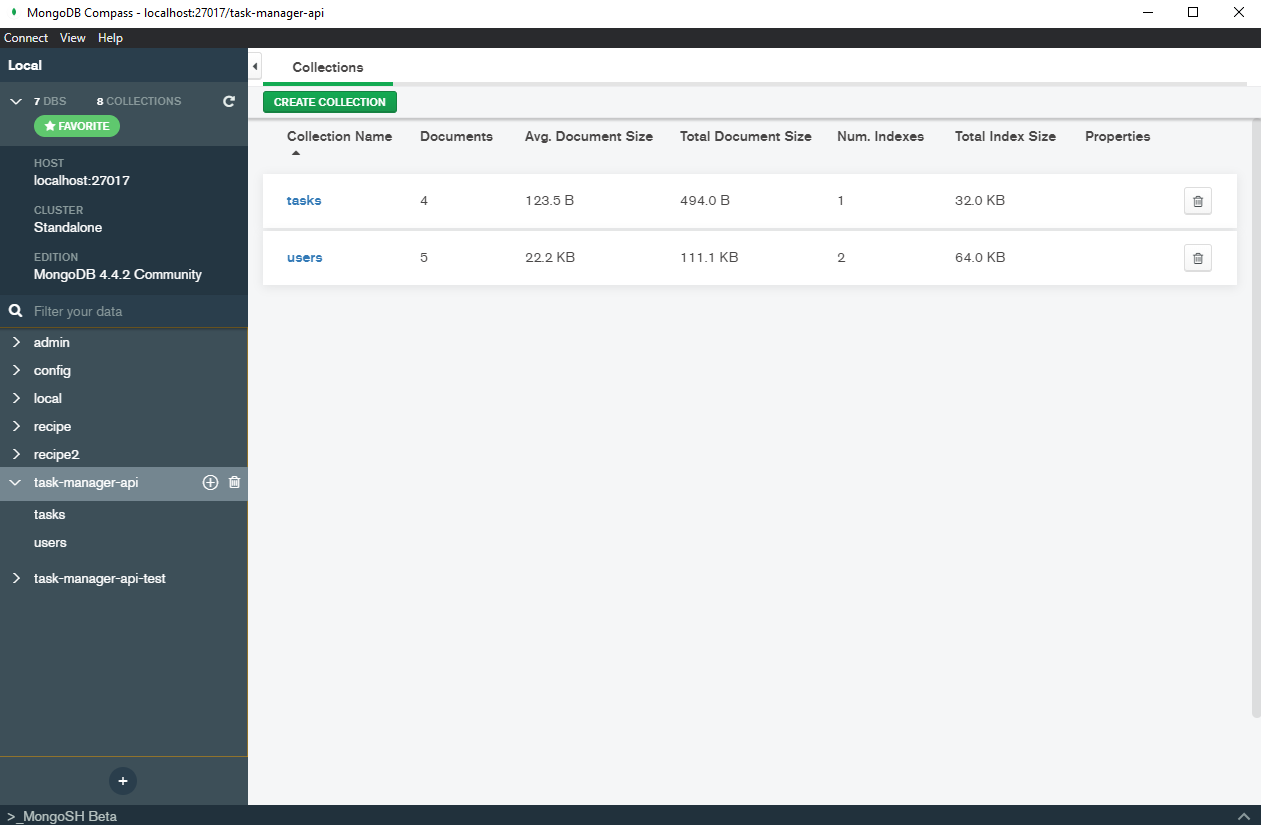 MongoDB Compass - localhost:27017/task-manager-api
Connect View Help
Local
7 DBS 8 COLLECTIONS
FAVORITE
HOST
localhost:27017
CLUSTER
Standalone
EDITION
MongoDB 4.4.2 Community
Filter your data
admin
config
local
recipe
recipe2
task-manager-api
tasks
users
task-manager-api-test
>_MongoSH Beta
Collections
CREATE COLLECTION
Collection Name Documents Avg. Document Size Total Document Size Num. Indexes Total Index Size Properties
tasks 4 123.5 B 494.0 B 1 32.0 KB
users 5 22.2 KB 111.1 KB 2 64.0 KB